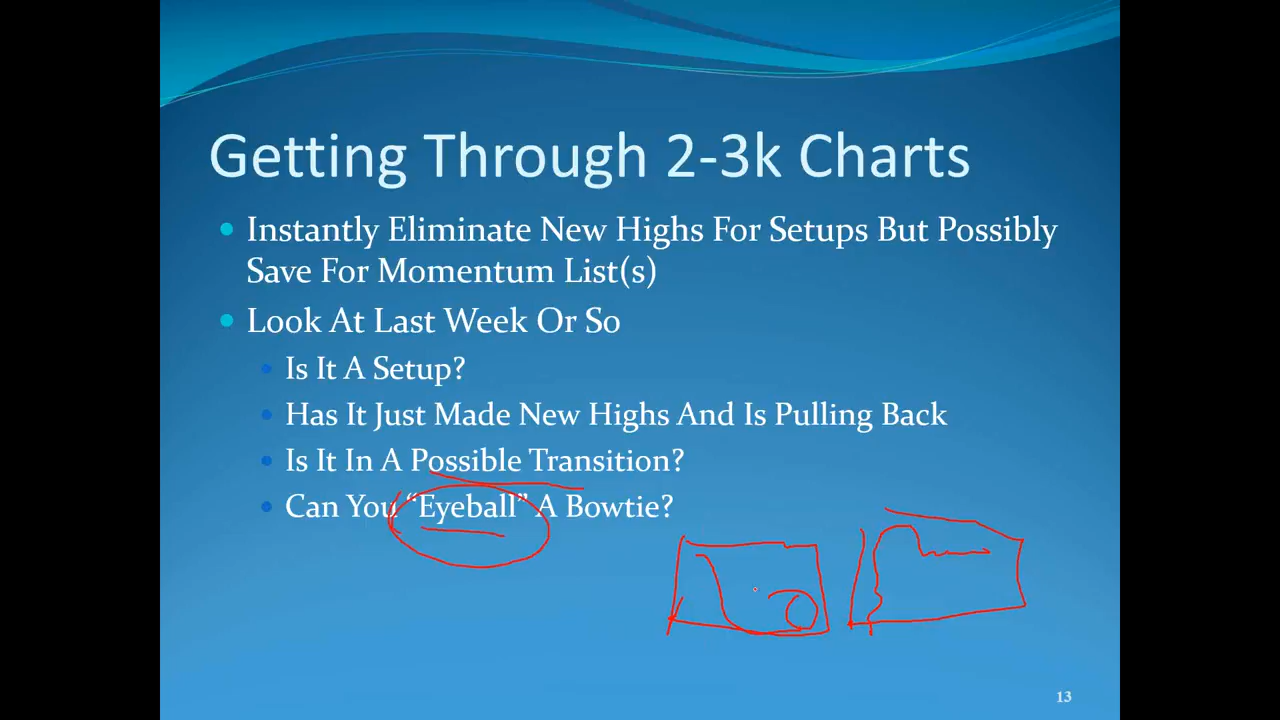 Getting Through 2-3k Charts
Instantly Eliminate New Highs For Setups But Possibly
Save For Momentum List(s)
Look At Last Week Or So
Is It A Setup?
Has It Just Made New Highs And Is Pulling Back
Is It In A Possible Transition?
Can You “Eyeball” A Bowtie?
13